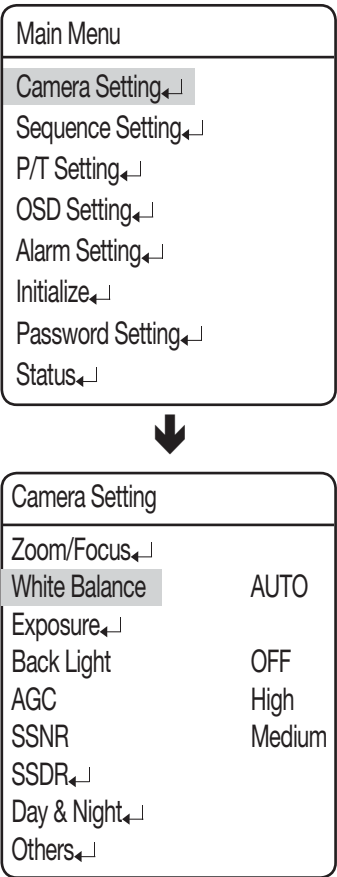 Main Menu
Camera Setting↵
Sequence Setting↵
P/T Setting↵
OSD Setting↵
Alarm Setting↵
Initialize↵
Password Setting↵
Status↵
Camera Setting
Zoom/Focus↵
White Balance AUTO
Exposure↵
Back Light OFF
AGC High
SSNR Medium
SSDR↵
Day & Night↵
Others↵